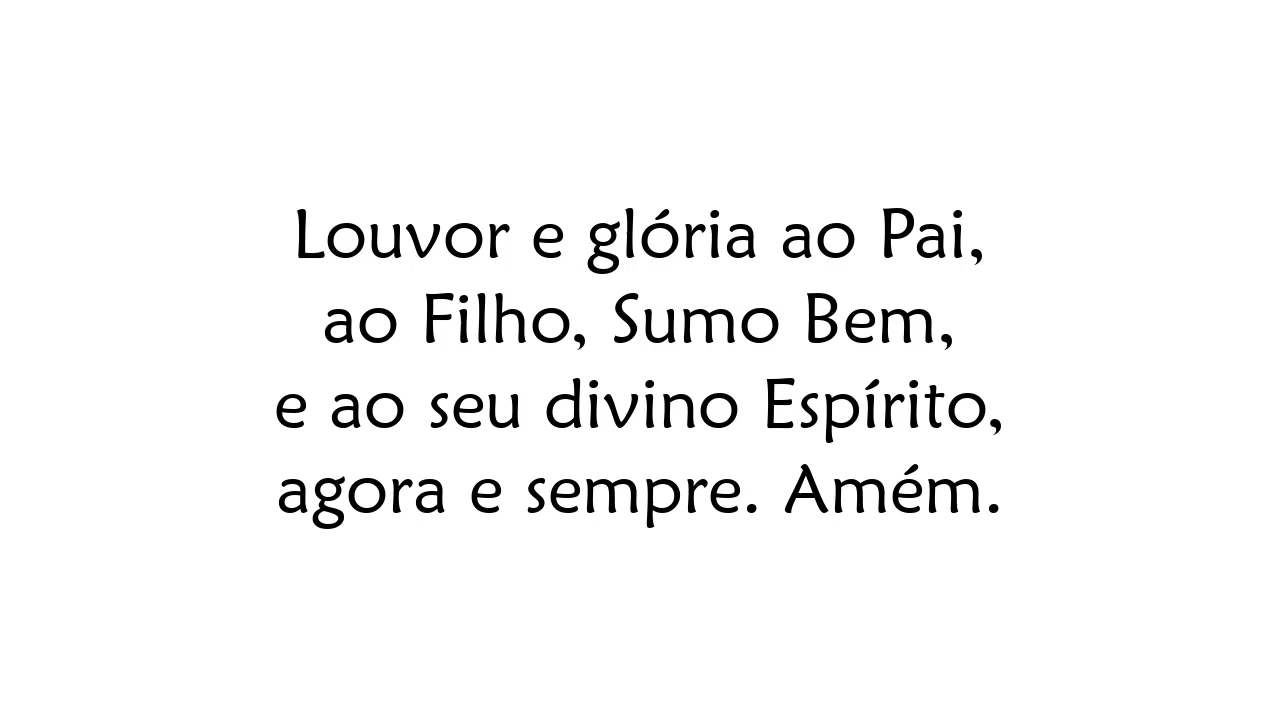 Louvor e glória ao Pai,
ao Filho, Sumo Bem,
e ao seu divino Espírito,
agora e sempre. Amém.